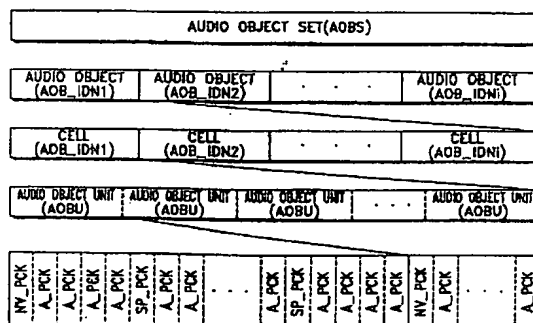 AUDIO OBJECT SET(AOBS)
AUDIO OBJECT (AOB_IDN1) AUDIO OBJECT (AOB_IDN2) . . . AUDIO OBJECT (AOB_IDNi)
CELL (AOB_IDN1) CELL (AOB_IDN2) . . . CELL (AOB_IDNi)
AUDIO OBJECT UNIT (AOBU) AUDIO OBJECT UNIT (AOBU) AUDIO OBJECT UNIT (AOBU) . . . AUDIO OBJECT UNIT (AOBU)
NV_PCK A_PCK A_PCK A_PCK A_PCK SP_PCK A_PCK A_PCK . . . A_PCK SP_PCK A_PCK A_PCK A_PCK A_PCK NV_PCK A_PCK . . . A_PCK